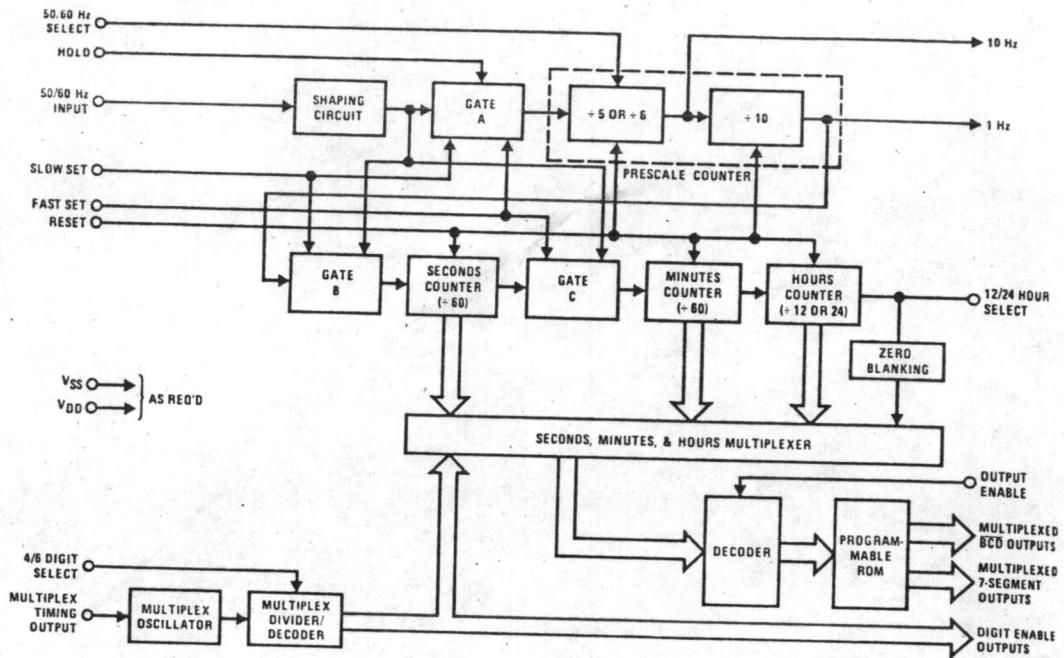 50,60 Hz
SELECT
HOLD
50/60 Hz
INPUT
SHAPING
CIRCUIT
GATE
A
÷ 5 OR ÷ 6
÷ 10
10 Hz
1 Hz
PRESCALE COUNTER
SLOW SET
FAST SET
RESET
GATE
B
SECONDS
COUNTER
(÷ 60)
GATE
C
MINUTES
COUNTER
(÷ 60)
HOURS
COUNTER
(÷ 12 OR 24)
12/24 HOUR
SELECT
ZERO
BLANKING
VSS
VDD
AS REQ'D
SECONDS, MINUTES, & HOURS MULTIPLEXER
OUTPUT
ENABLE
DECODER
PROGRAM-
MABLE
ROM
MULTIPLEXED
BCD OUTPUTS
MULTIPLEXED
7-SEGMENT
OUTPUTS
4/6 DIGIT
SELECT
MULTIPLEX
TIMING
OUTPUT
MULTIPLEX
OSCILLATOR
MULTIPLEX
DIVIDER/
DECODER
DIGIT ENABLE
OUTPUTS